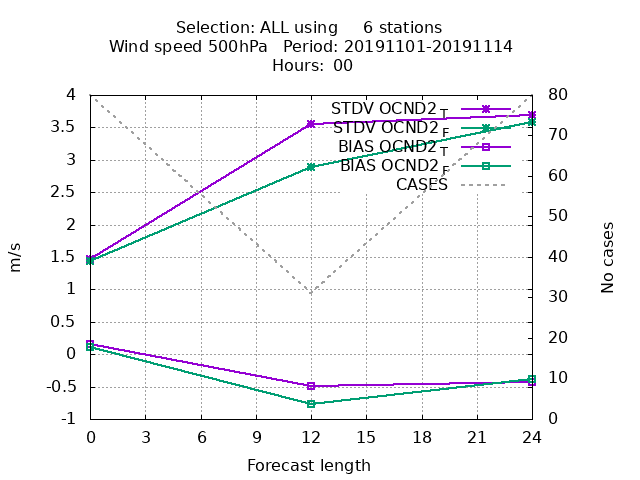 Selection: ALL using     6 stations
Wind speed 500hPa   Period: 20191101-20191114
Hours:  00
4
3.5
3
2.5
2
1.5
1
0.5
0
-0.5
-1
m/s
STDV OCND2_T
STDV OCND2_F
BIAS OCND2_T
BIAS OCND2_F
CASES
80
70
60
50
40
30
20
10
0
No cases
0 3 6 9 12 15 18 21 24
Forecast length